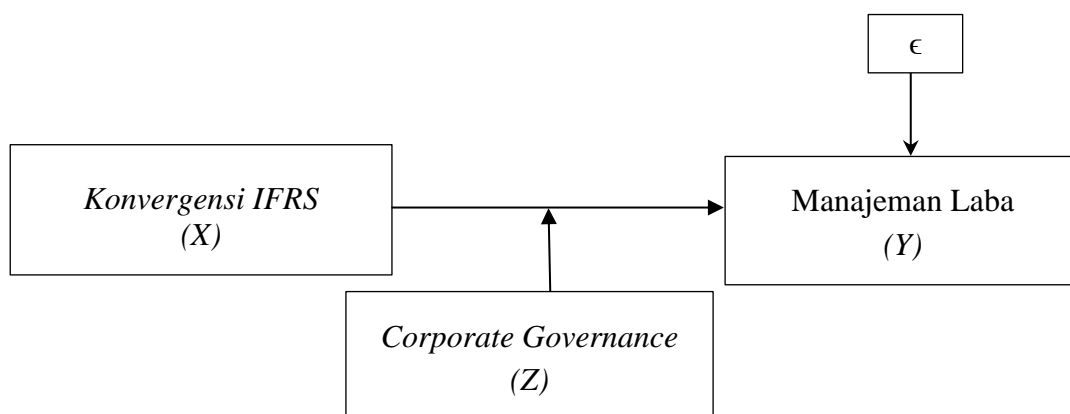 ϵ
Konvergensi IFRS
(X)
Manajeman Laba
(Y)
Corporate Governance
(Z)